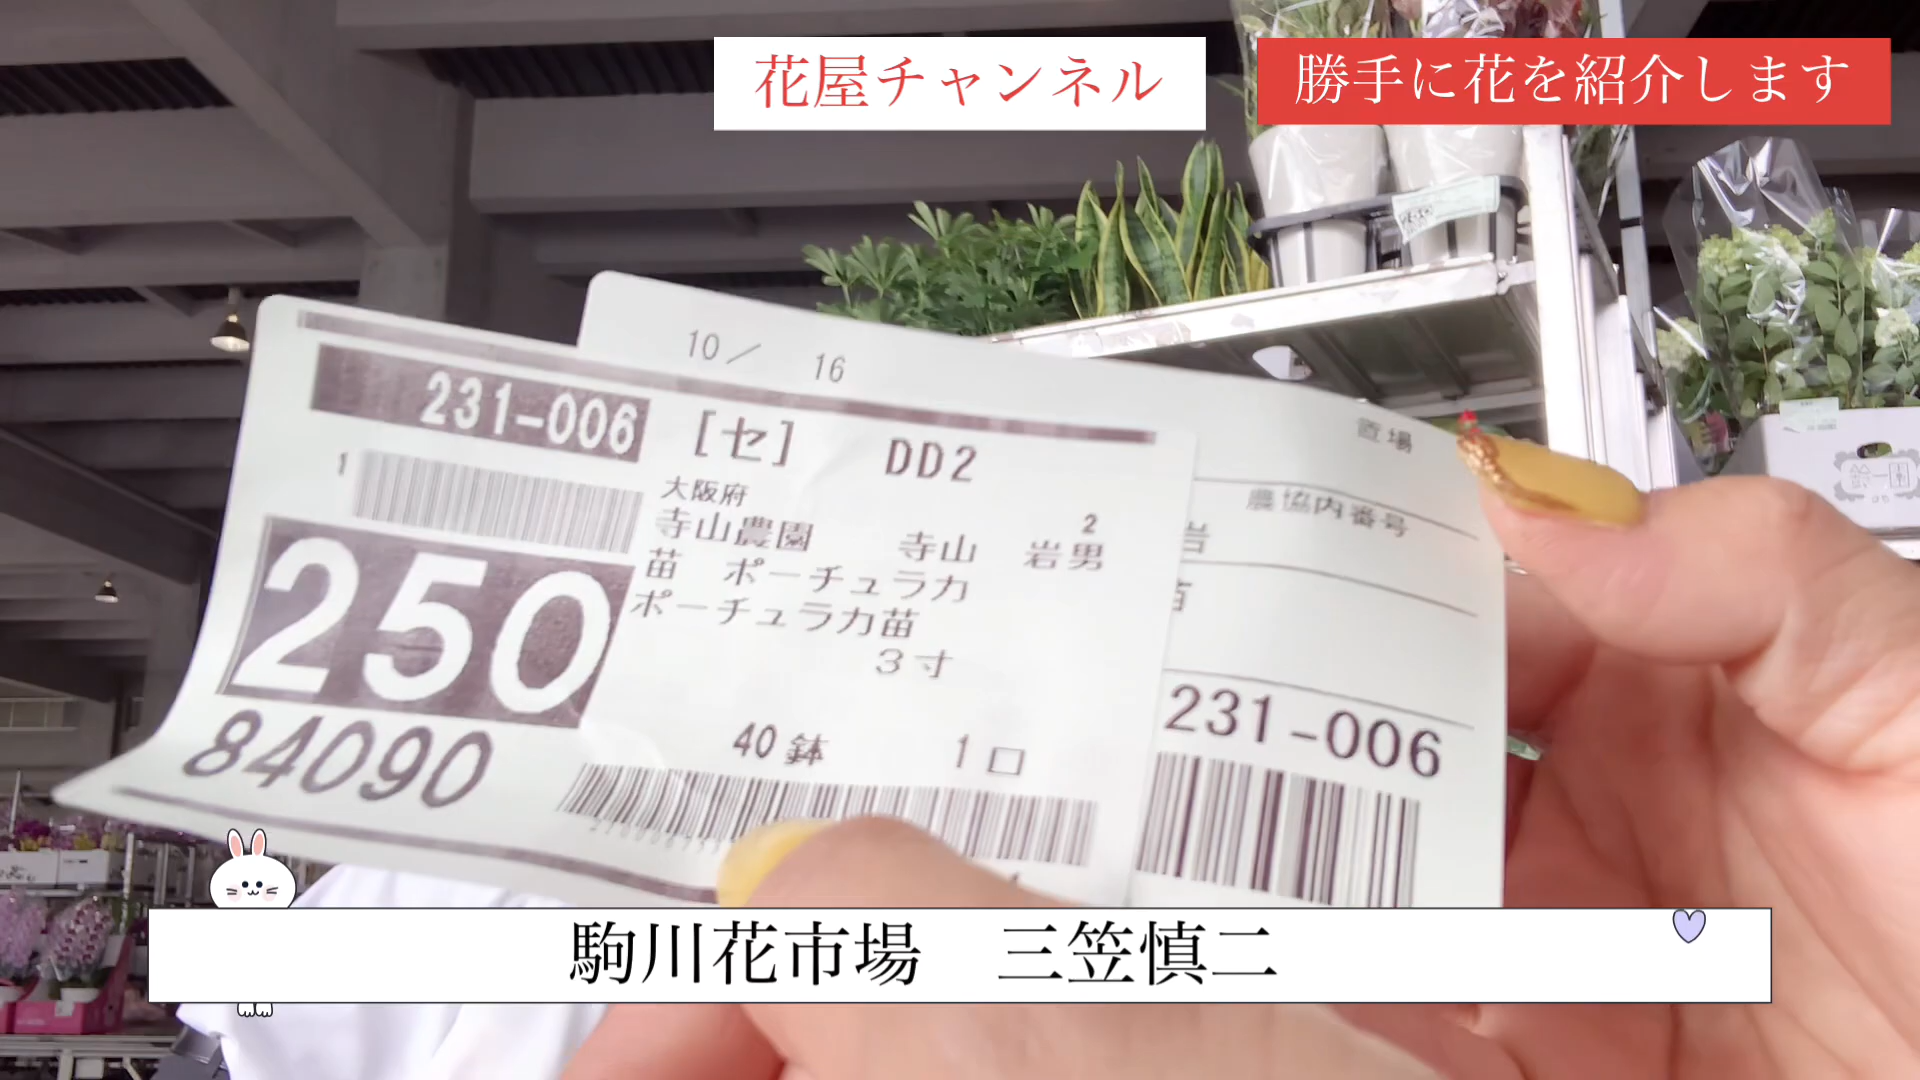 花屋チャンネル
勝手に花を紹介します
10／ 16
置場
231-006
[セ] DD2
1
大阪府
2
寺山農園 寺山 岩男
農協内番号
岩
苗 ポーチュラカ
苗
ポーチュラカ苗
3寸
250
84090
40鉢 1口
231-006
駒川花市場 三笠慎二